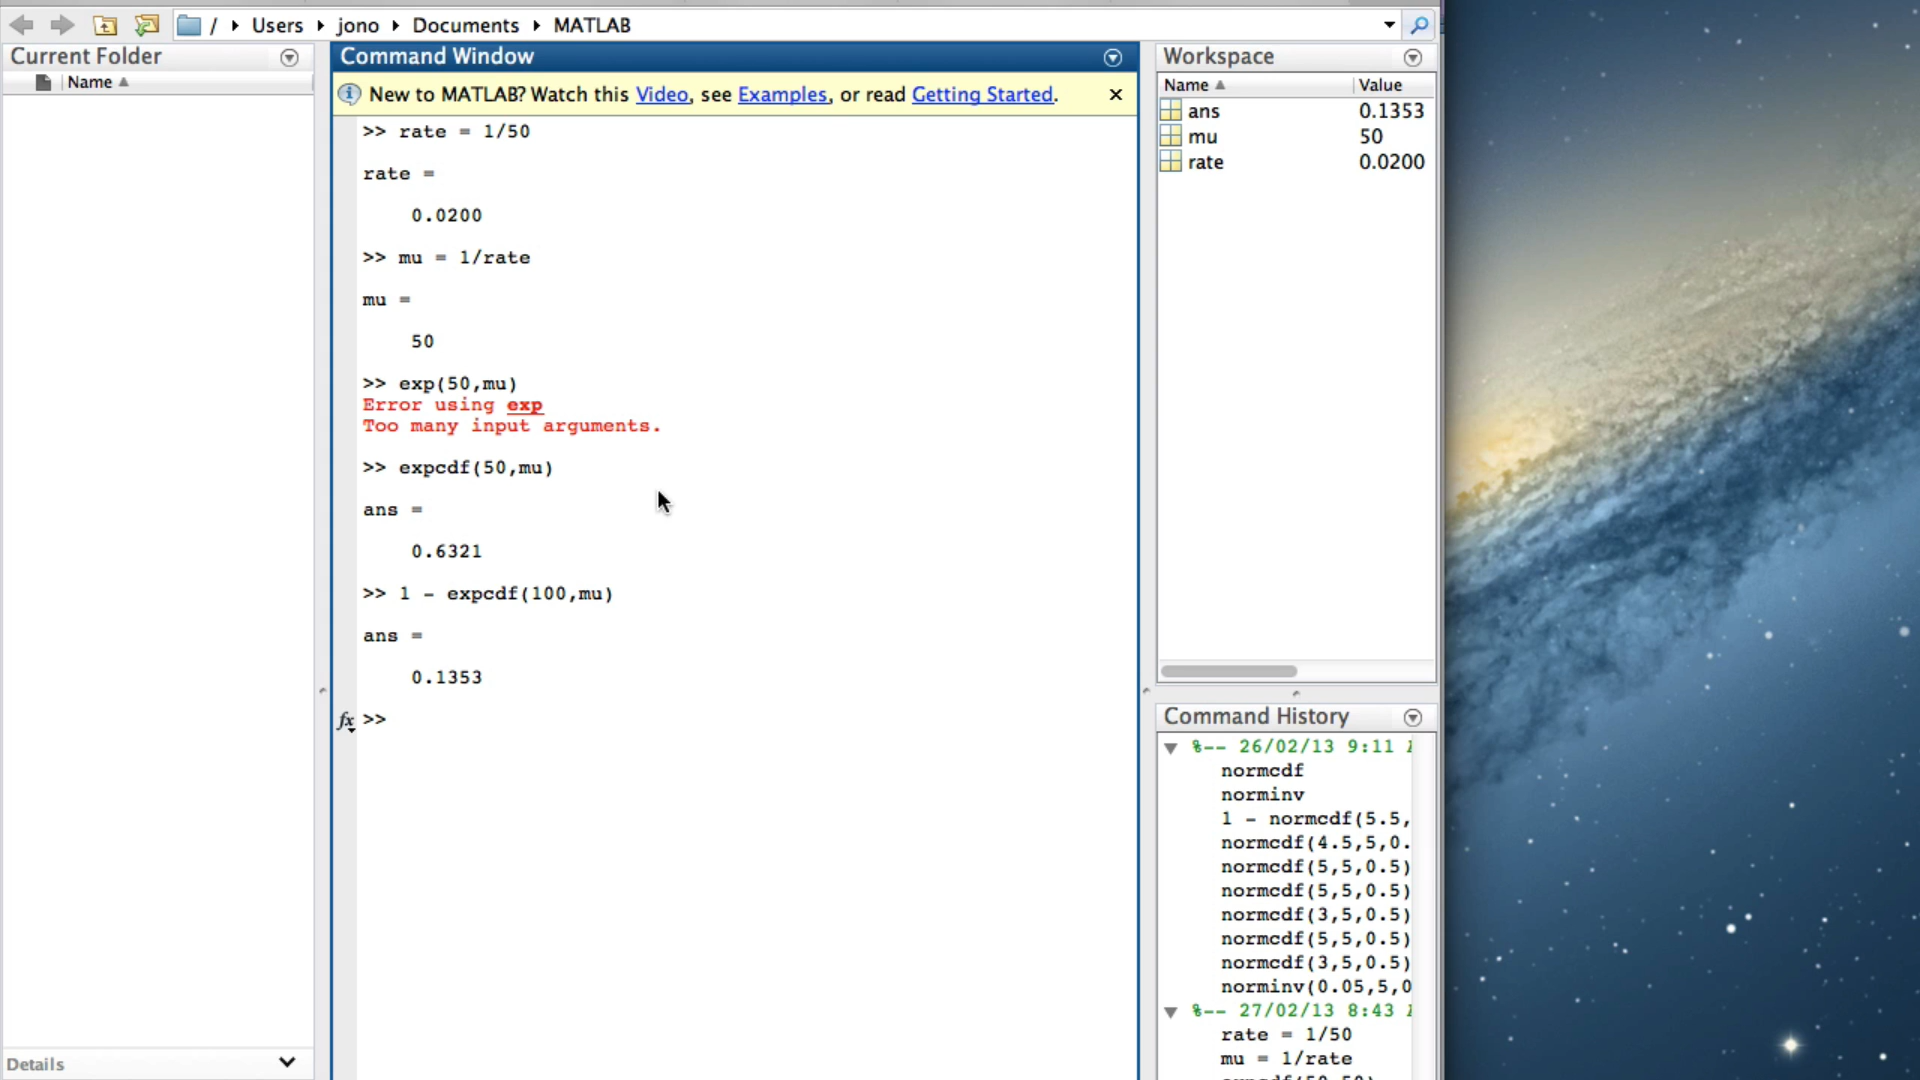 / Users jono Documents MATLAB
Current Folder
Name
Details
Command Window
New to MATLAB? Watch this Video, see Examples, or read Getting Started.
>> rate = 1/50
rate =
0.0200
>> mu = 1/rate
mu =
50
>> exp(50,mu)
Error using exp
Too many input arguments.
>> expcdf(50,mu)
ans =
0.6321
>> 1 - expcdf(100,mu)
ans =
0.1353
fx >>
Workspace
Name Value
ans 0.1353
mu 50
rate 0.0200
Command History
%-- 26/02/13 9:11
normcdf
norminv
1 - normcdf(5.5,
normcdf(4.5,5,0.
normcdf(5,5,0.5)
normcdf(5,5,0.5)
normcdf(3,5,0.5)
normcdf(5,5,0.5)
normcdf(3,5,0.5)
norminv(0.05,5,0
%-- 27/02/13 8:43
rate = 1/50
mu = 1/rate